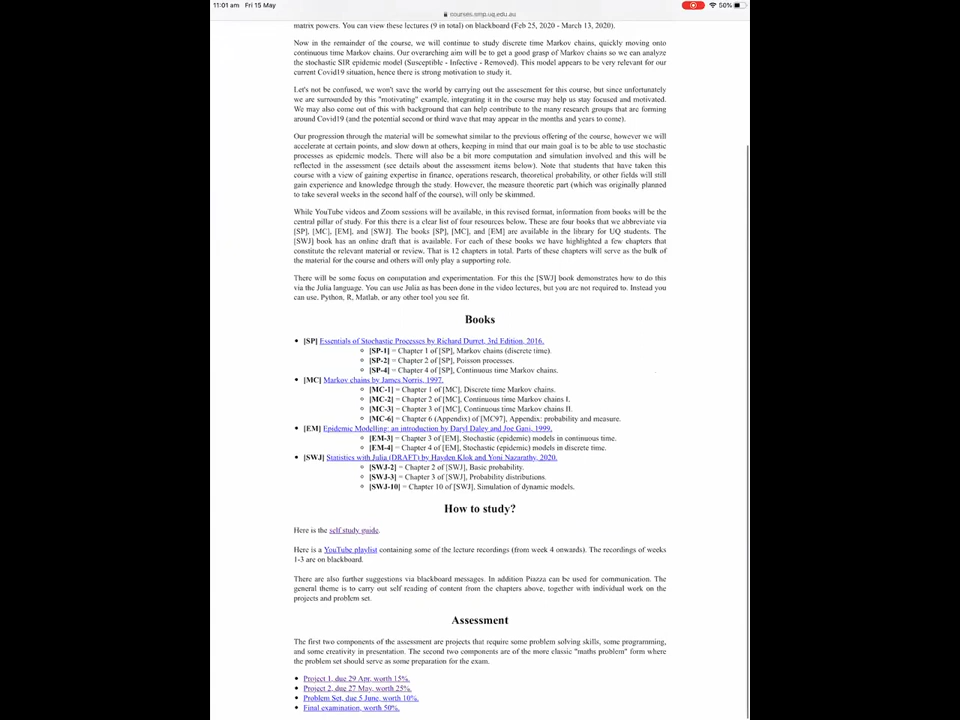 11:01 am Fri 15 May
50%
courses.smp.uq.edu.au
matrix powers. You can view these lectures (9 in total) on blackboard (Feb 25, 2020 - March 13, 2020).
Now in the remainder of the course, we will continue to study discrete time Markov chains, quickly moving onto
continuous time Markov chains. Our overarching aim will be to get a good grasp of Markov chains so we can analyze
the stochastic SIR epidemic model (Susceptible - Infective - Removed). This model appears to be very relevant for our
current Covid19 situation, hence there is strong motivation to study it.
Let's not be confused, we won't save the world by carrying out the assessment for this course, but since unfortunately
we are surrounded by this "motivating" example, integrating it in the course may help us stay focused and motivated.
We may also come out of this with background that can help contribute to the many research groups that are forming
around Covid19 (and the potential second or third wave that may appear in the months and years to come).
Our progression through the material will be somewhat similar to the previous offering of the course, however we will
accelerate at certain points, and slow down at others, keeping in mind that our main goal is to be able to use stochastic
processes as epidemic models. There will also be a bit more computation and simulation involved and this will be
reflected in the assessment (see details about the assessment items below). Note that students that have taken this
course with a view of gaining expertise in finance, operations research, theoretical probability, or other fields will still
gain experience and knowledge through the study. However, the measure theoretic part (which was originally planned
to take several weeks in the second half of the course), will only be skimmed.
While YouTube videos and Zoom sessions will be available, in this revised format, information from books will be the
central pillar of study. For this there is a clear list of four resources below. These are four books that we abbreviate via
[SP], [MC], [EM], and [SWJ]. The books [SP], [MC], and [EM] are available in the library for UQ students. The
[SWJ] book has an online draft that is available. For each of these books we have highlighted a few chapters that
constitute the relevant material or review. That is 12 chapters in total. Parts of these chapters will serve as the bulk of
the material for the course and others will only play a supporting role.
There will be some focus on computation and experimentation. For this the [SWJ] book demonstrates how to do this
via the Julia language. You can use Julia as has been done in the video lectures, but you are not required to. Instead you
can use, Python, R, Matlab, or any other tool you see fit.
Books
[SP] Essentials of Stochastic Processes by Richard Durret, 3rd Edition, 2016.
[SP-1] = Chapter 1 of [SP], Markov chains (discrete time).
[SP-2] = Chapter 2 of [SP], Poisson processes.
[SP-4] = Chapter 4 of [SP], Continuous time Markov chains.
[MC] Markov chains by James Norris, 1997.
[MC-1] = Chapter 1 of [MC], Discrete time Markov chains.
[MC-2] = Chapter 2 of [MC], Continuous time Markov chains I.
[MC-3] = Chapter 3 of [MC], Continuous time Markov chains II.
[MC-6] = Chapter 6 (Appendix) of [MC97], Appendix: probability and measure.
[EM] Epidemic Modelling: an introduction by Daryl Daley and Joe Gani, 1999.
[EM-3] = Chapter 3 of [EM], Stochastic (epidemic) models in continuous time.
[EM-4] = Chapter 4 of [EM], Stochastic (epidemic) models in discrete time.
[SWJ] Statistics with Julia (DRAFT) by Hayden Klok and Yoni Nazarathy, 2020.
[SWJ-2] = Chapter 2 of [SWJ], Basic probability.
[SWJ-3] = Chapter 3 of [SWJ], Probability distributions.
[SWJ-10] = Chapter 10 of [SWJ], Simulation of dynamic models.
How to study?
Here is the self study guide.
Here is a YouTube playlist containing some of the lecture recordings (from week 4 onwards). The recordings of weeks
1-3 are on blackboard.
There are also further suggestions via blackboard messages. In addition Piazza can be used for communication. The
general theme is to carry out self reading of content from the chapters above, together with individual work on the
projects and problem set.
Assessment
The first two components of the assessment are projects that require some problem solving skills, some programming,
and some creativity in presentation. The second two components are of the more classic "maths problem" form where
the problem set should serve as some preparation for the exam.
Project 1, due 29 Apr, worth 15%.
Project 2, due 27 May, worth 25%.
Problem Set, due 5 June, worth 10%.
Final examination, worth 50%.